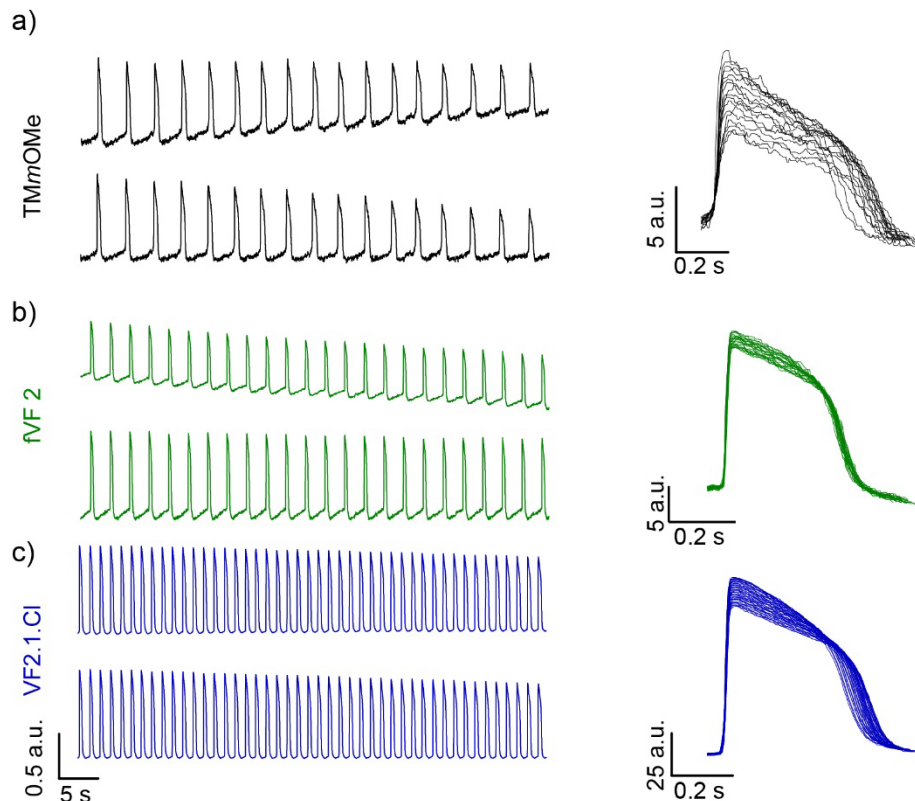 a)
TMmOMe
5 a.u.
0.2 s
b)
fVF 2
5 a.u.
0.2 s
c)
VF2.1.Cl
0.5 a.u.
5 s
25 a.u.
0.2 s